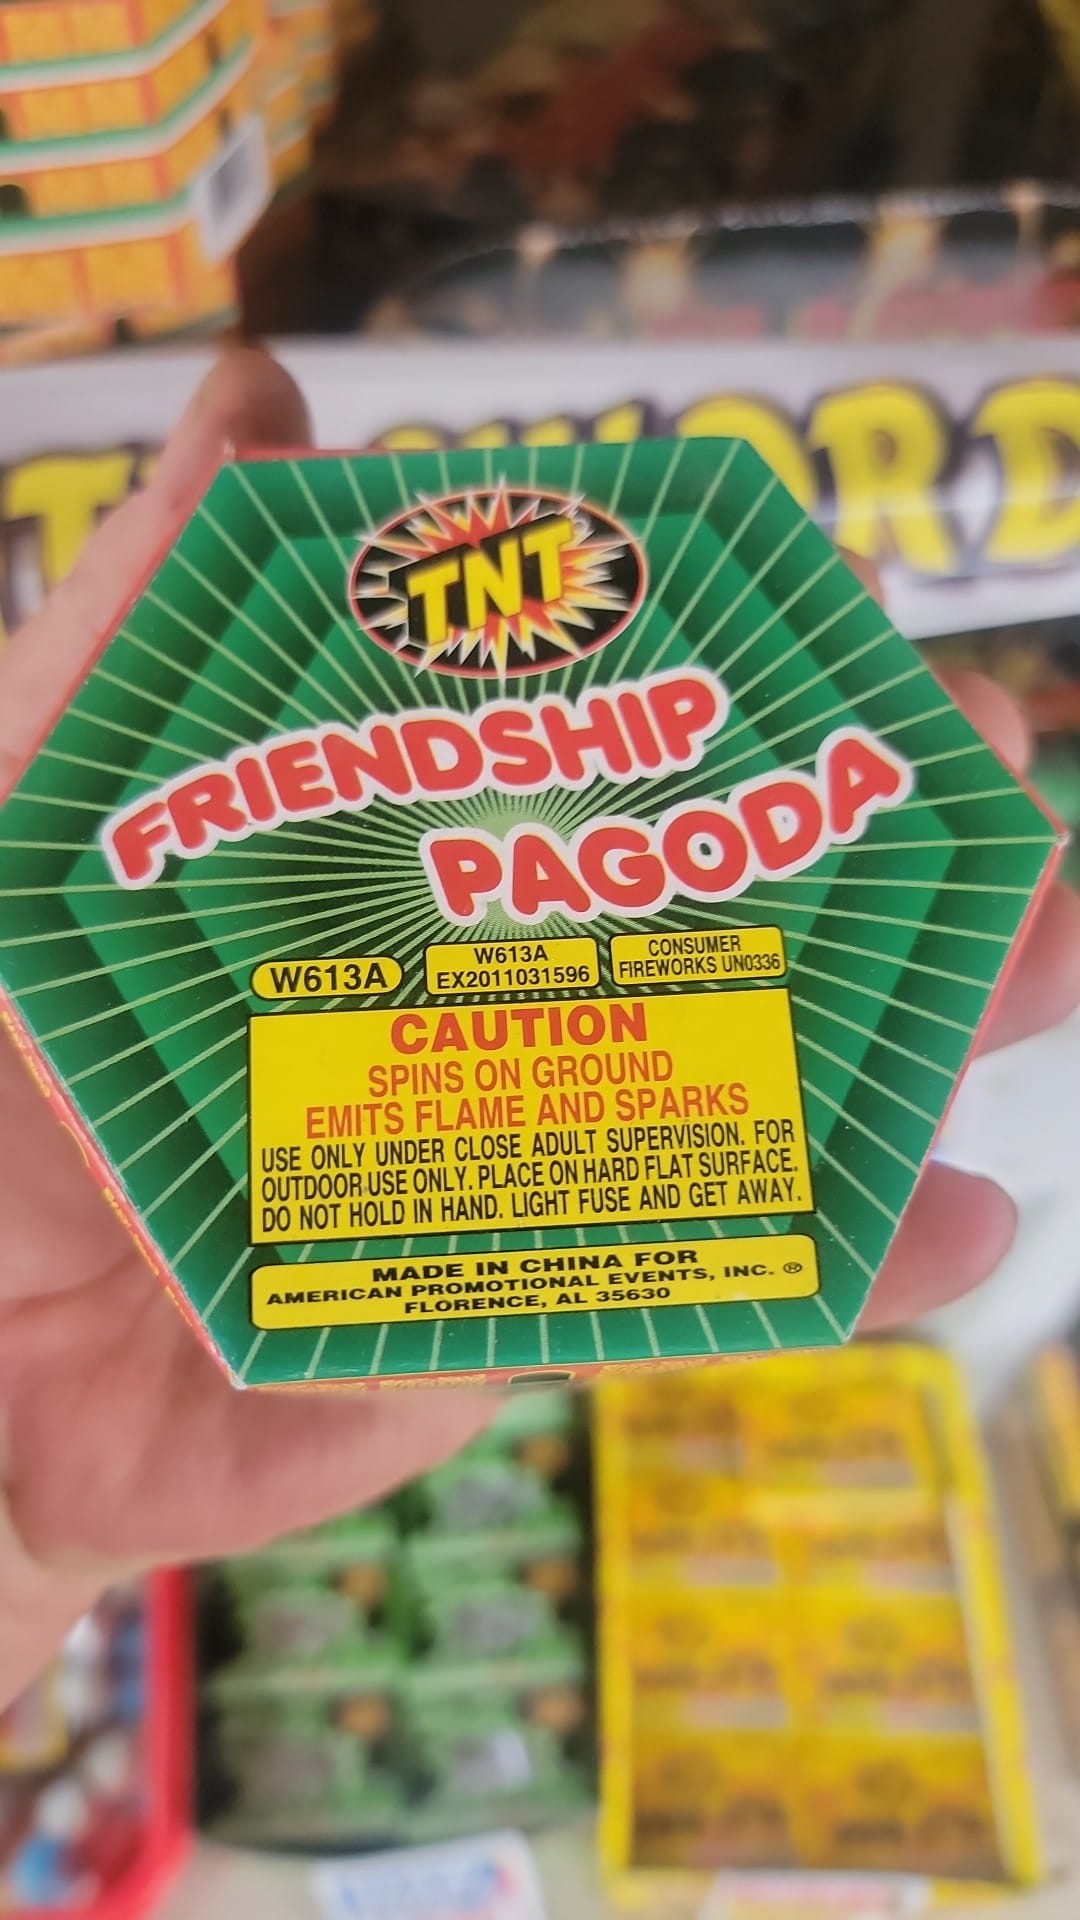 TNT
FRIENDSHIP
PAGODA
W613A
W613A
EX2011031596
CONSUMER
FIREWORKS UN0336
CAUTION
SPINS ON GROUND
EMITS FLAME AND SPARKS
USE ONLY UNDER CLOSE ADULT SUPERVISION. FOR
OUTDOOR USE ONLY. PLACE ON HARD FLAT SURFACE.
DO NOT HOLD IN HAND. LIGHT FUSE AND GET AWAY.
MADE IN CHINA FOR
AMERICAN PROMOTIONAL EVENTS, INC. ®
FLORENCE, AL 35630